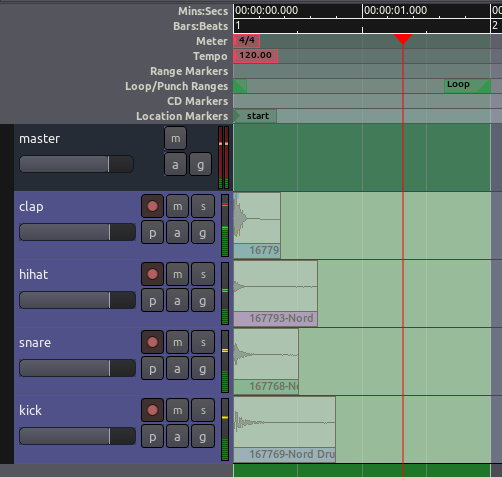 Mins:Secs 00:00:00.000 00:00:01.000 00
Bars:Beats 1 2
Meter 4/4
Tempo 120.00
Range Markers
Loop/Punch Ranges Loop
CD Markers
Location Markers start
master m
a g
clap m s
p a g
16779
hihat m s
p a g
167793-Nord
snare m s
p a g
167768-No
kick m s
p a g
167769-Nord Dru